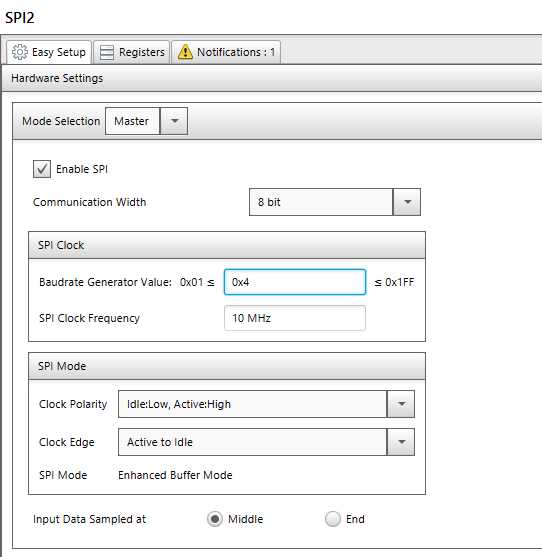 SPI2
Easy Setup Registers Notifications : 1
Hardware Settings
Mode Selection Master
Enable SPI
Communication Width 8 bit
SPI Clock
Baudrate Generator Value: 0x01 ≤ 0x4 ≤ 0x1FF
SPI Clock Frequency 10 MHz
SPI Mode
Clock Polarity Idle:Low, Active:High
Clock Edge Active to Idle
SPI Mode Enhanced Buffer Mode
Input Data Sampled at Middle End